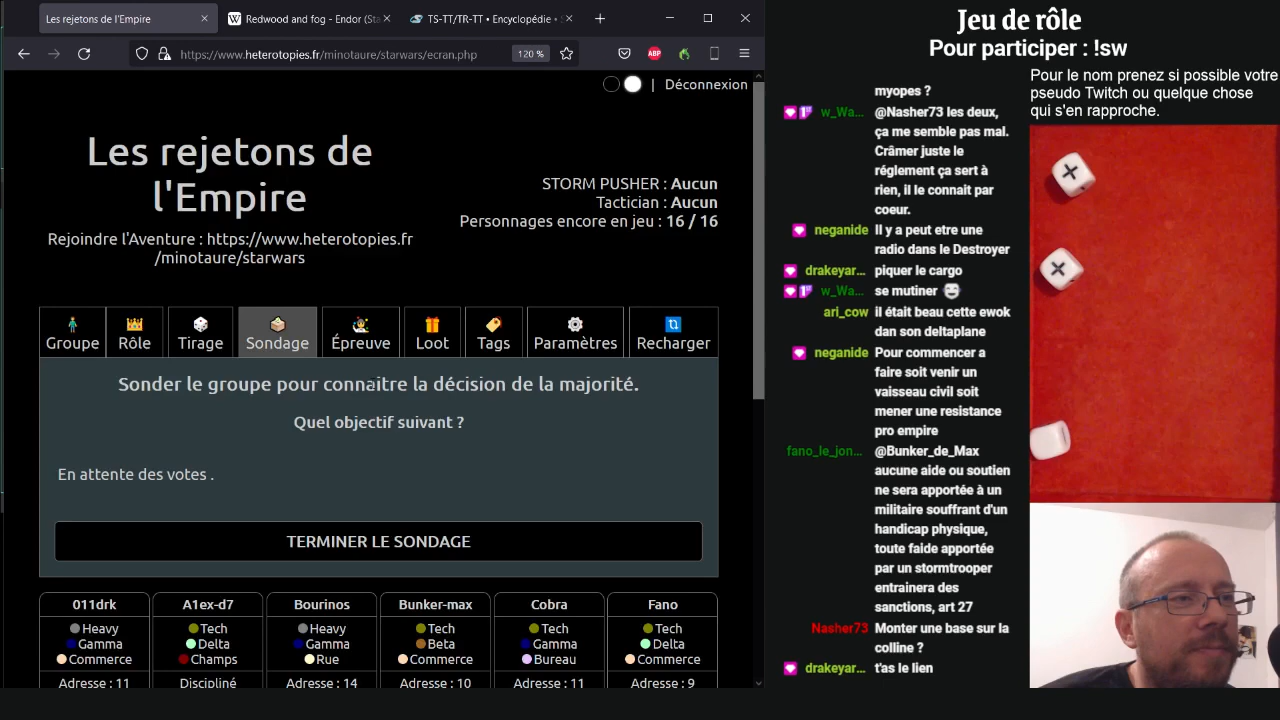 Les rejetons de l'Empire
Redwood and fog - Endor (Sta
TS-TT/TR-TT • Encyclopédie •
https://www.heterotopies.fr/minotaure/starwars/ecran.php
120 %
ABP
| Déconnexion
Les rejetons de
l'Empire
Rejoindre l'Aventure : https://www.heterotopies.fr
/minotaure/starwars
STORM PUSHER : Aucun
Tactician : Aucun
Personnages encore en jeu : 16 / 16
Groupe
Rôle
Tirage
Sondage
Épreuve
Loot
Tags
Paramètres
Recharger
Sonder le groupe pour connaitre la décision de la majorité.
Quel objectif suivant ?
En attente des votes .
TERMINER LE SONDAGE
011drk
Heavy
Gamma
Commerce
Adresse : 11
A1ex-d7
Tech
Delta
Champs
Discipliné
Bourinos
Heavy
Gamma
Rue
Adresse : 14
Bunker-max
Tech
Beta
Commerce
Adresse : 10
Cobra
Tech
Gamma
Bureau
Adresse : 11
Fano
Tech
Delta
Commerce
Adresse : 9
myopes ?
w_Wa... @Nasher73 les deux,
ça me semble pas mal.
Crâmer juste le
réglement ça sert à
rien, il le connait par
coeur.
neganide Il y a peut etre une
radio dans le Destroyer
drakeyar... piquer le cargo
w_Wa... se mutiner
ari_cow il était beau cette ewok
dan son deltaplane
neganide Pour commencer a
faire soit venir un
vaisseau civil soit
mener une resistance
pro empire
fano_le_jon... @Bunker_de_Max
aucune aide ou soutien
ne sera apportée à un
militaire souffrant d'un
handicap physique,
toute faide apportée
par un stormtrooper
entrainera des
sanctions, art 27
Nasher73 Monter une base sur la
colline ?
drakeyar... t'as le lien
Jeu de rôle
Pour participer : !sw
Pour le nom prenez si possible votre
pseudo Twitch ou quelque chose
qui s'en rapproche.